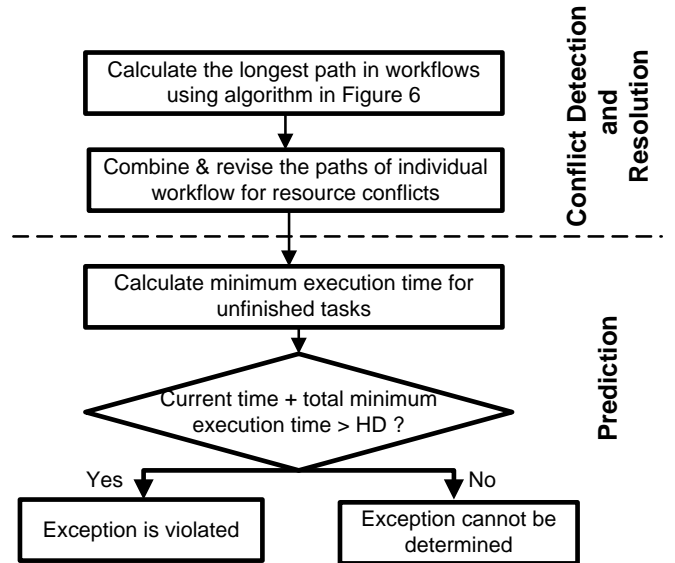 Calculate the longest path in workflows
using algorithm in Figure 6
Combine & revise the paths of individual
workflow for resource conflicts
Conflict Detection
and
Resolution
Calculate minimum execution time for
unfinished tasks
Current time + total minimum
execution time > HD ?
Prediction
Yes
No
Exception is violated
Exception cannot be
determined